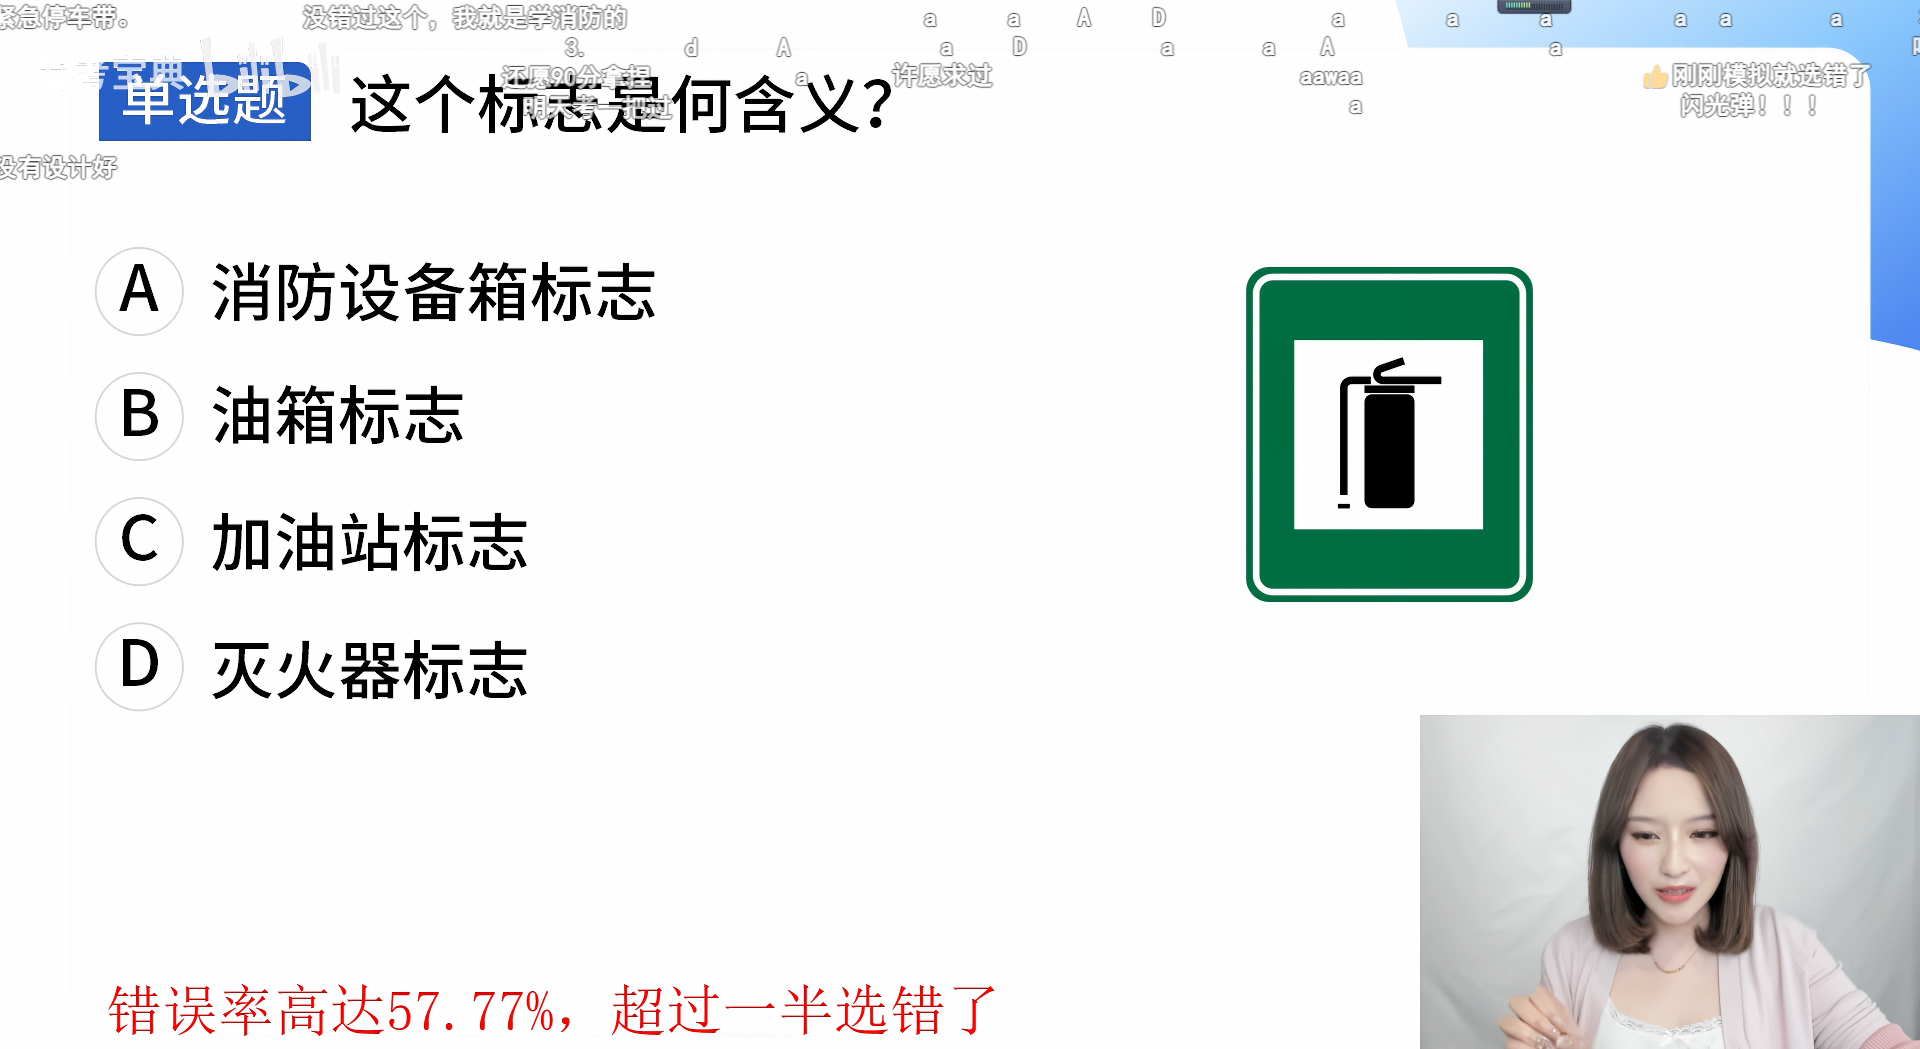 紧急停车带。 没错过这个，我就是学消防的 a a A D a a a a a a
3. d A a D a a A a
还愿90分拿捏 a 许愿求过 aawaa 刚刚模拟就选错了
明天考一把过 a 闪光弹！！！
单选题 这个标志是何含义？
没有设计好
A 消防设备箱标志
B 油箱标志
C 加油站标志
D 灭火器标志
错误率高达57.77%，超过一半选错了